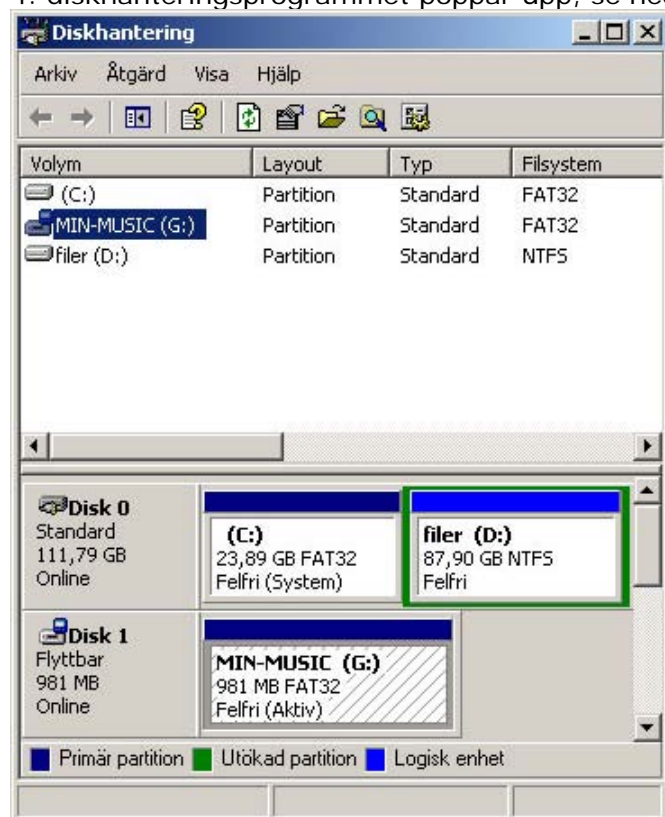 Diskhantering
Arkiv Åtgärd Visa Hjälp
Volym Layout Typ Filsystem
(C:) Partition Standard FAT32
MIN-MUSIC (G:) Partition Standard FAT32
filer (D:) Partition Standard NTFS
Disk 0
Standard
111,79 GB
Online
(C:)
23,89 GB FAT32
Felfri (System)
filer (D:)
87,90 GB NTFS
Felfri
Disk 1
Flyttbar
981 MB
Online
MIN-MUSIC (G:)
981 MB FAT32
Felfri (Aktiv)
Primär partition Utökad partition Logisk enhet